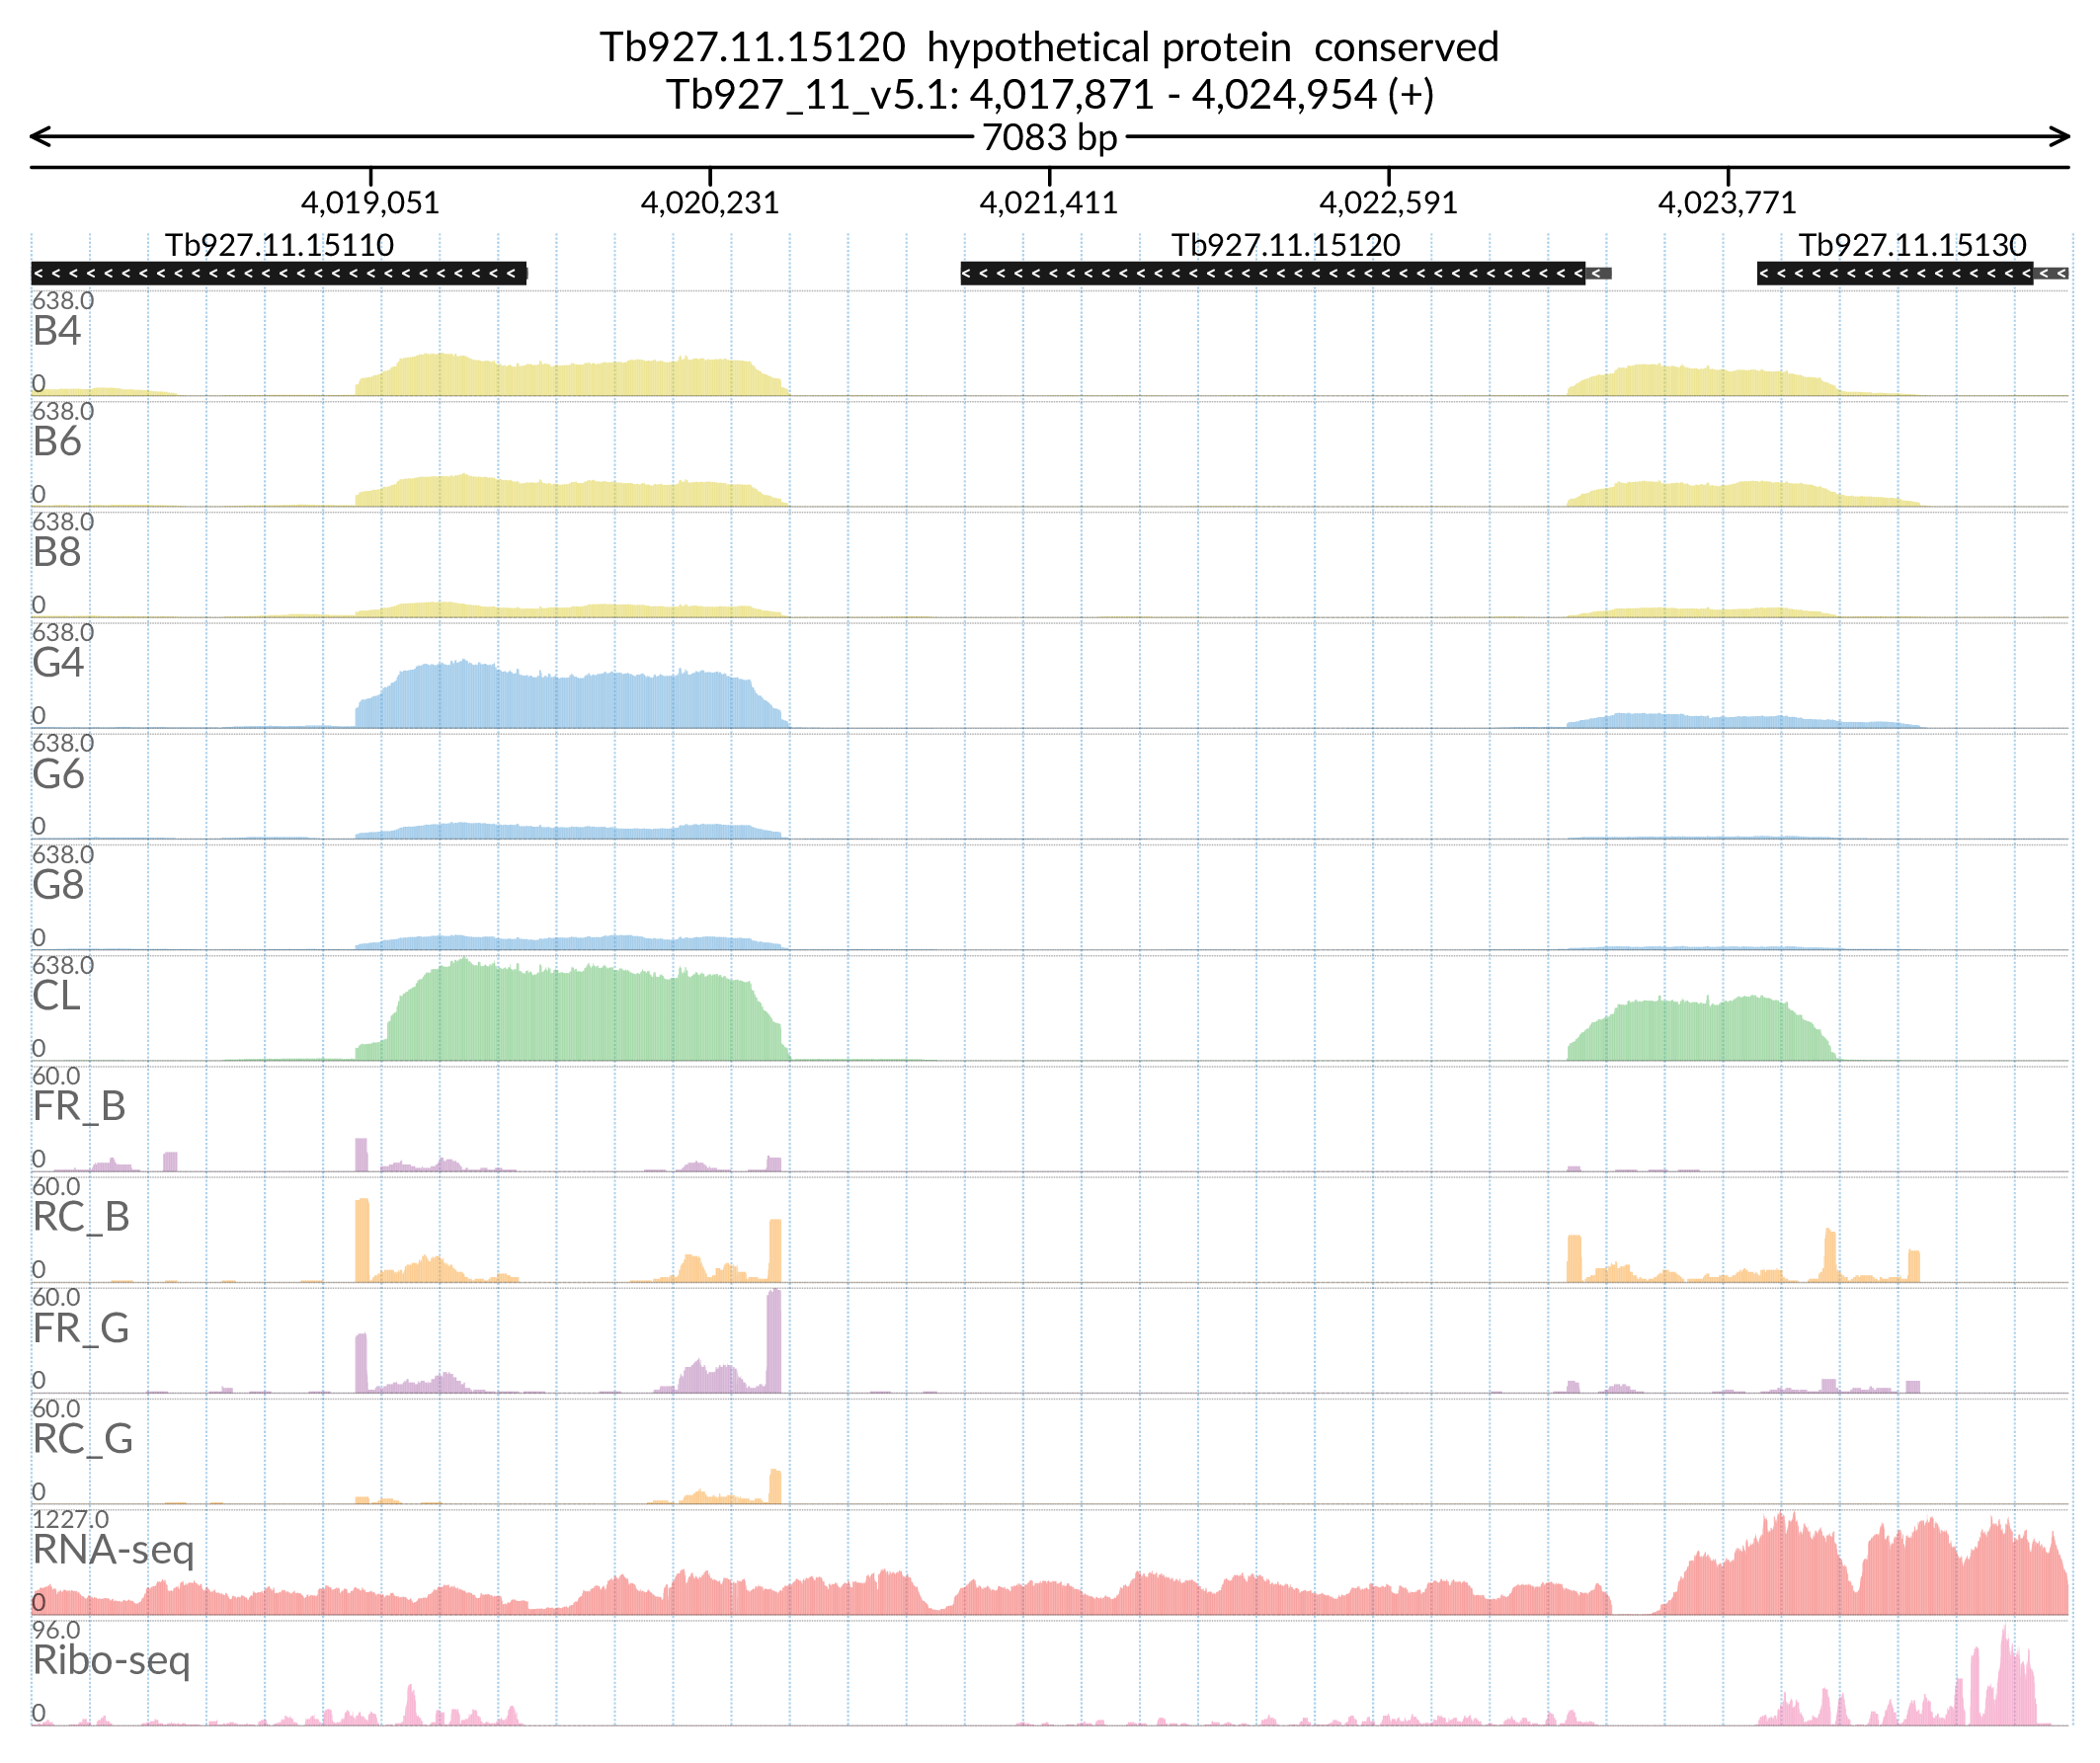 Tb927.11.15120 hypothetical protein conserved
Tb927_11_v5.1: 4,017,871 - 4,024,954 (+)
7083 bp
4,019,051 4,020,231 4,021,411 4,022,591 4,023,771
Tb927.11.15110 Tb927.11.15120 Tb927.11.15130
638.0
B4
0
638.0
B6
0
638.0
B8
0
638.0
G4
0
638.0
G6
0
638.0
G8
0
638.0
CL
0
60.0
FR_B
0
60.0
RC_B
0
60.0
FR_G
0
60.0
RC_G
0
1227.0
RNA-seq
0
96.0
Ribo-seq
0